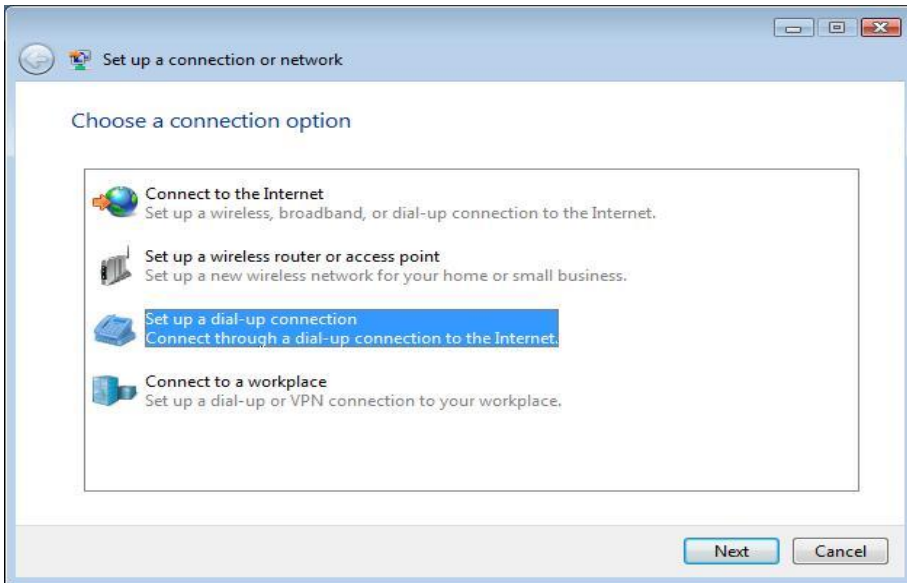 Set up a connection or network
Choose a connection option
Connect to the Internet
Set up a wireless, broadband, or dial-up connection to the Internet.
Set up a wireless router or access point
Set up a new wireless network for your home or small business.
Set up a dial-up connection
Connect through a dial-up connection to the Internet.
Connect to a workplace
Set up a dial-up or VPN connection to your workplace.
Next Cancel